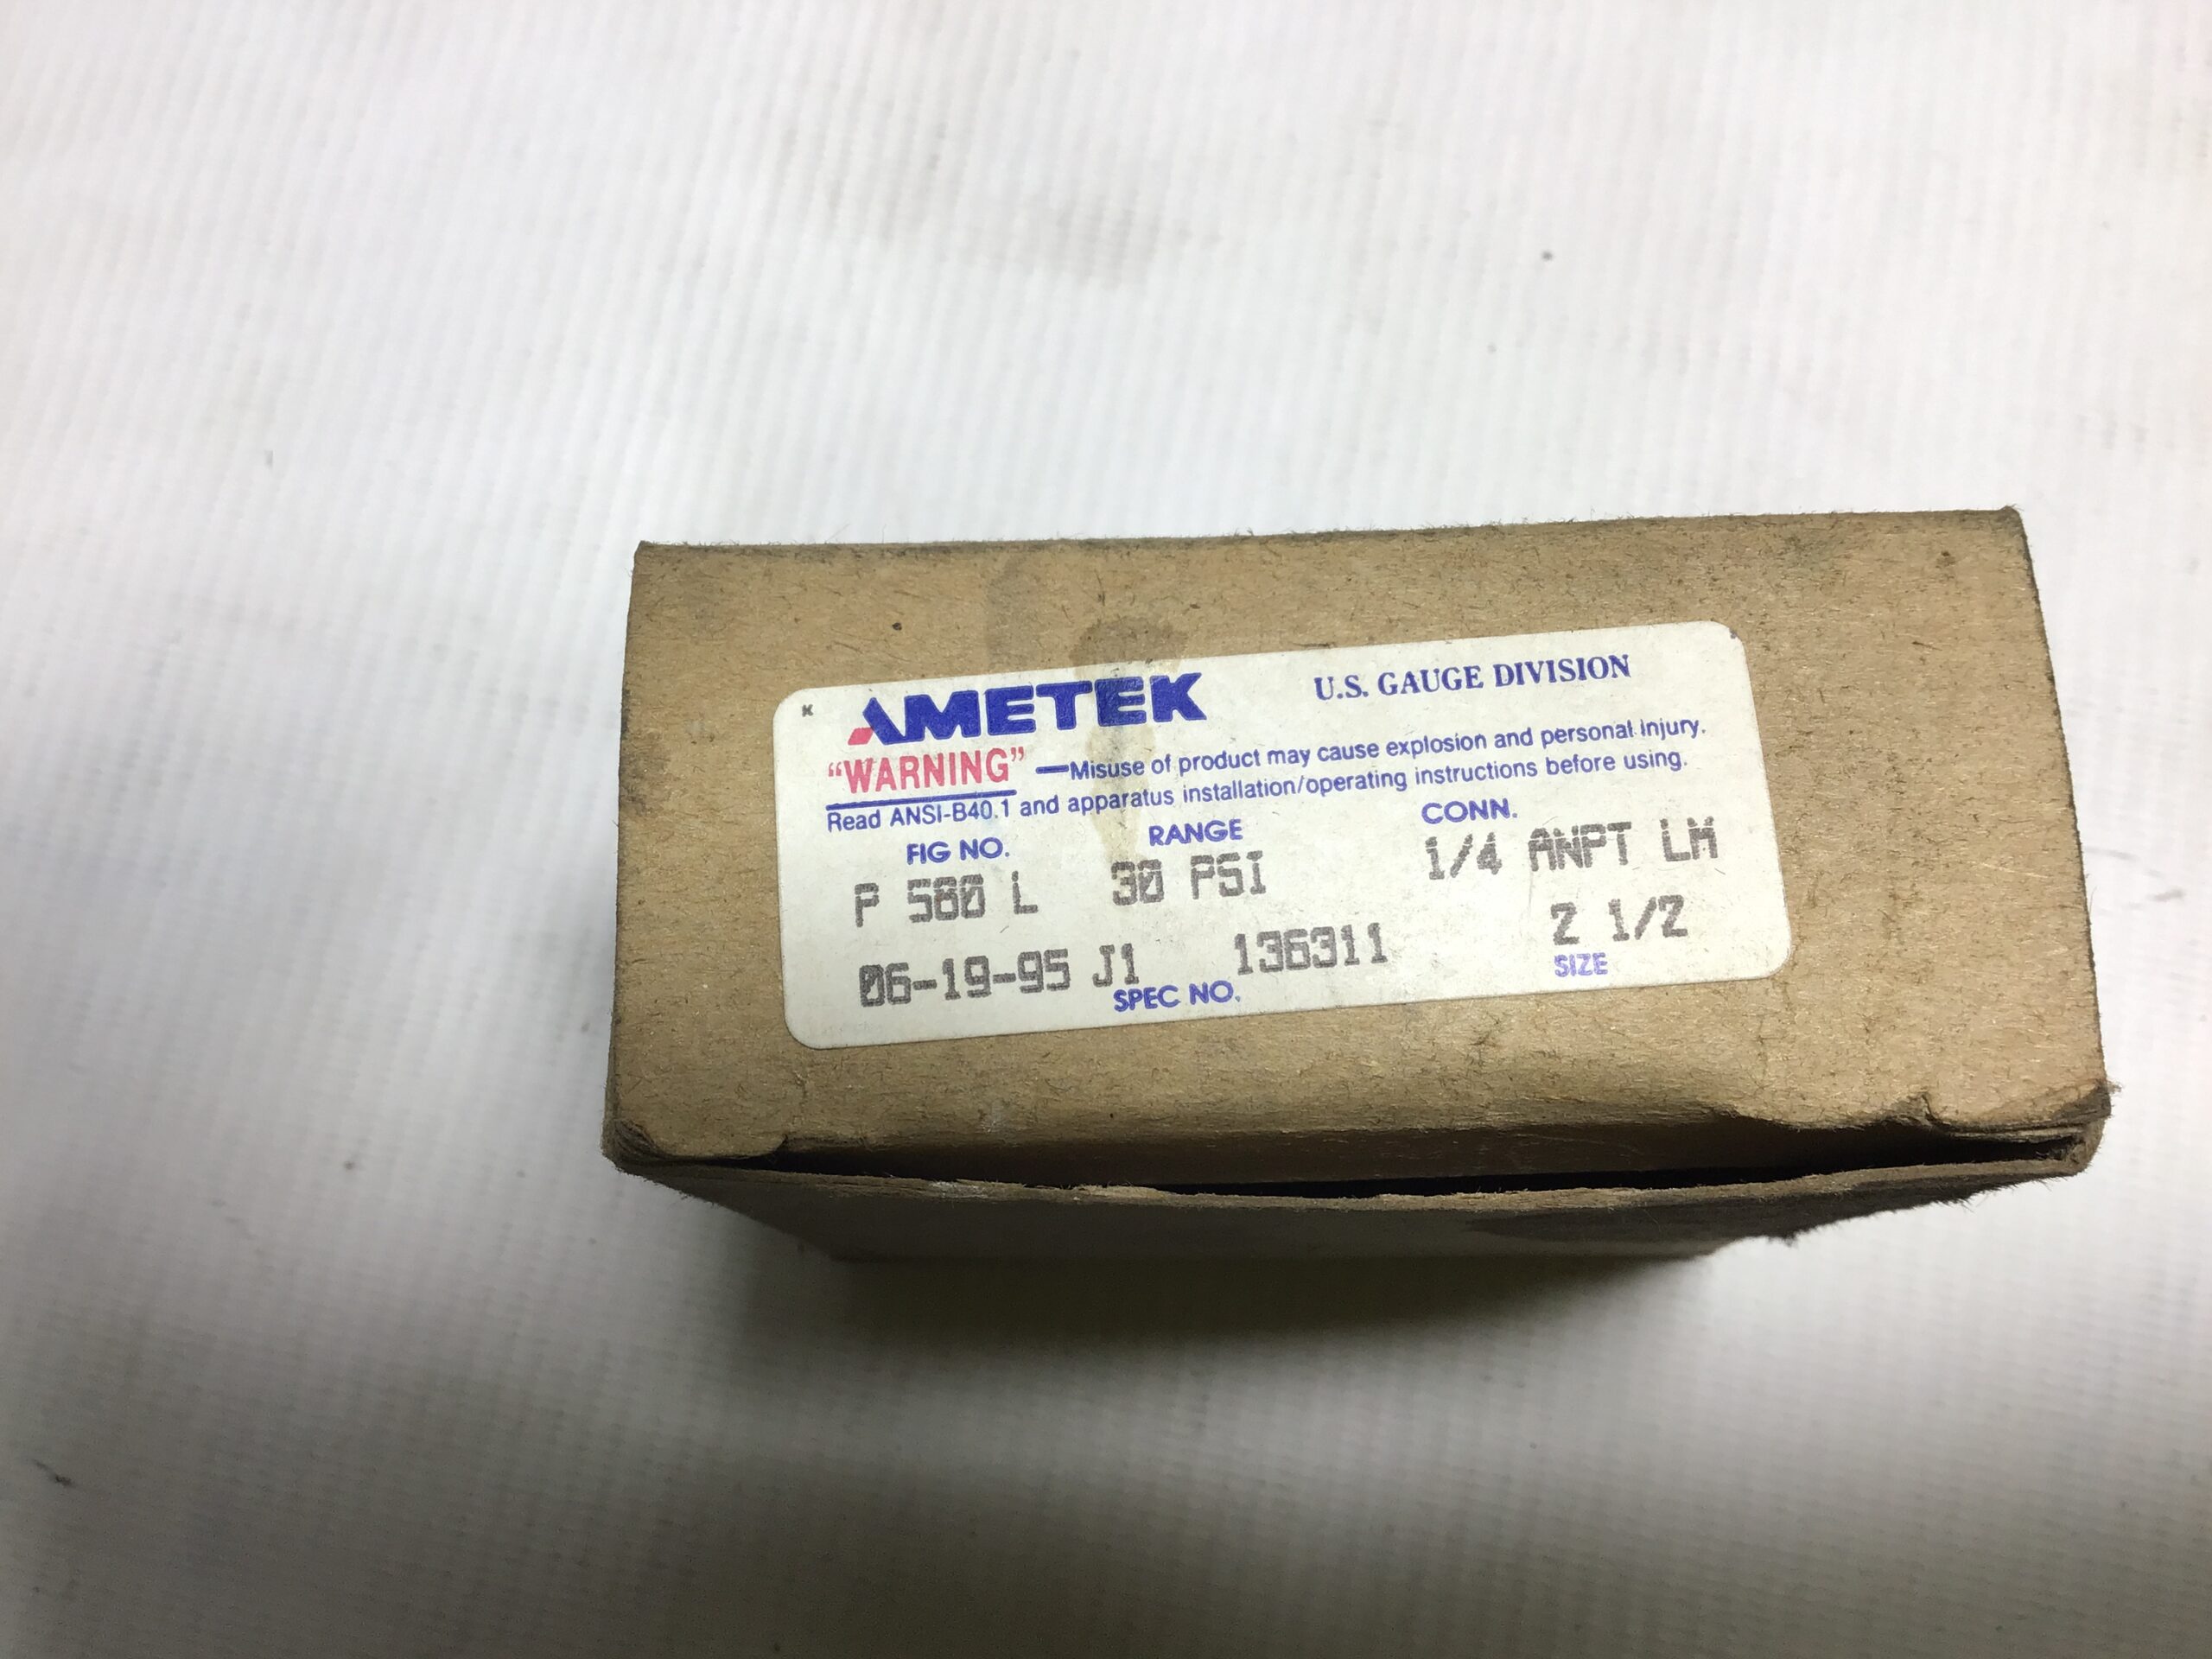 K
AMETEK U.S. GAUGE DIVISION
"WARNING" —Misuse of product may cause explosion and personal injury.
Read ANSI-B40.1 and apparatus installation/operating instructions before using.
FIG NO. RANGE CONN.
P 580 L 30 PSI 1/4 ANPT LM
06-19-95 J1 136311 2 1/2
SPEC NO. SIZE